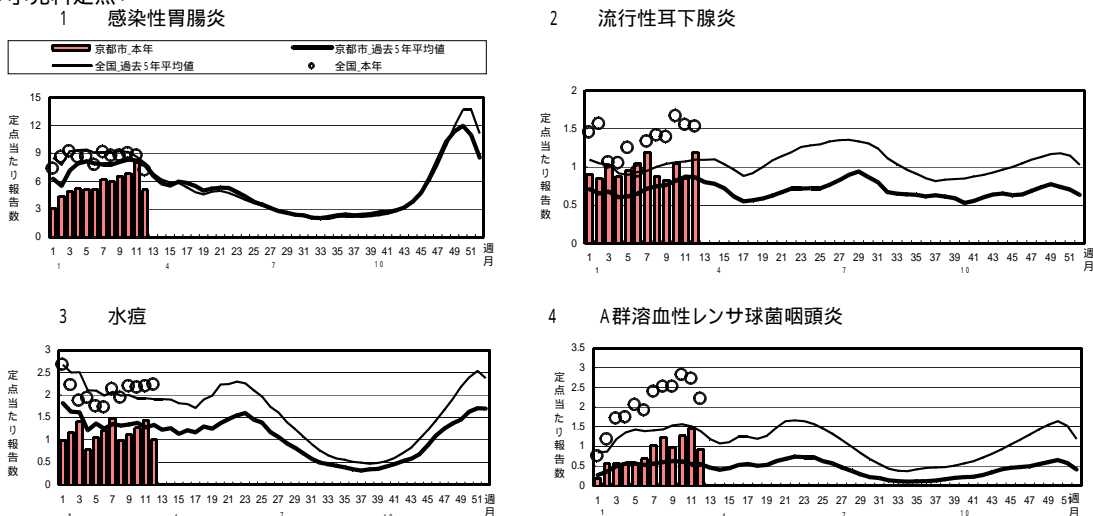 小児科定点
1 感染性胃腸炎
京都市_本年
京都市_過去5年平均値
全国_過去5年平均値
全国_本年
定点当たり報告数
15
12
9
6
3
0
1 3 5 7 9 11 13 15 17 19 21 23 25 27 29 31 33 35 37 39 41 43 45 47 49 51 週
1 4 7 10 月
2 流行性耳下腺炎
定点当たり報告数
2
1.5
1
0.5
0
1 3 5 7 9 11 13 15 17 19 21 23 25 27 29 31 33 35 37 39 41 43 45 47 49 51 週
1 4 7 10 月
3 水痘
定点当たり報告数
3
2.5
2
1.5
1
0.5
0
1 3 5 7 9 11 13 15 17 19 21 23 25 27 29 31 33 35 37 39 41 43 45 47 49 51 週
月
4 A群溶血性レンサ球菌咽頭炎
定点当たり報告数
3.5
3
2.5
2
1.5
1
0.5
0
1 3 5 7 9 11 13 15 17 19 21 23 25 27 29 31 33 35 37 39 41 43 45 47 49 51 週
月